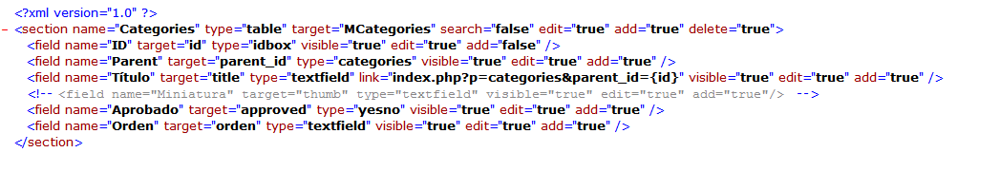 <?xml version="1.0" ?>
- <section name="Categories" type="table" target="MCategories" search="false" edit="true" add="true" delete="true">
<field name="ID" target="id" type="idbox" visible="true" edit="true" add="false" />
<field name="Parent" target="parent_id" type="categories" visible="true" edit="true" add="true" />
<field name="Título" target="title" type="textfield" link="index.php?p=categories&parent_id={id}" visible="true" edit="true" add="true" />
<!-- <field name="Miniatura" target="thumb" type="textfield" visible="true" edit="true" add="true"/> -->
<field name="Aprobado" target="approved" type="yesno" visible="true" edit="true" add="true" />
<field name="Orden" target="orden" type="textfield" visible="true" edit="true" add="true" />
</section>